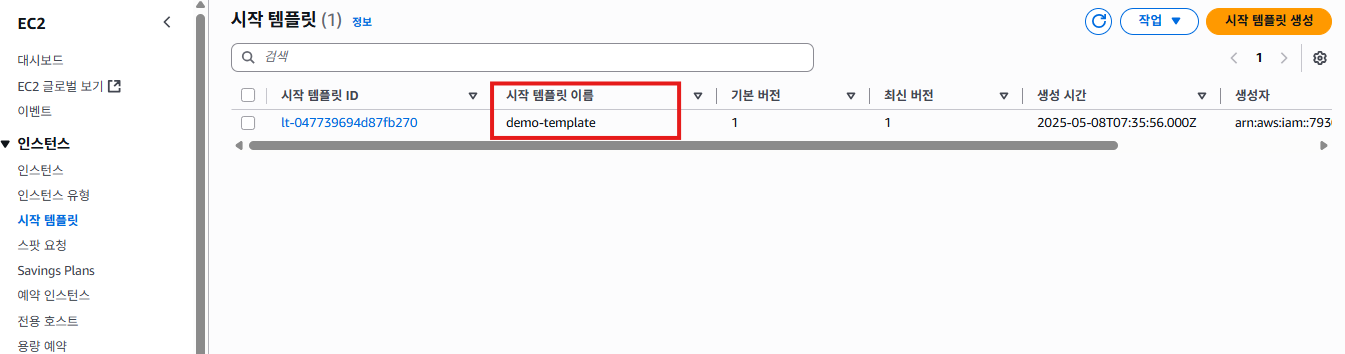 EC2
대시보드
EC2 글로벌 보기
이벤트
인스턴스
인스턴스
인스턴스 유형
시작 템플릿
스팟 요청
Savings Plans
예약 인스턴스
전용 호스트
용량 예약
시작 템플릿 (1) 정보
작업
시작 템플릿 생성
검색
1
시작 템플릿 ID 시작 템플릿 이름 기본 버전 최신 버전 생성 시간 생성자
lt-047739694d87fb270 demo-template 1 1 2025-05-08T07:35:56.000Z arn:aws:iam::793